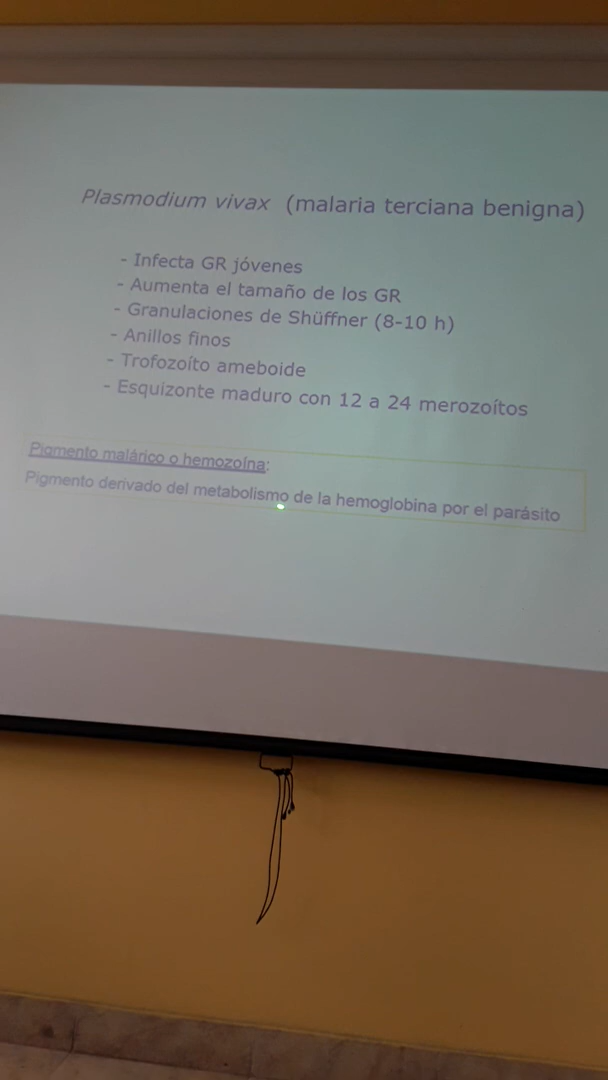 Plasmodium vivax (malaria terciana benigna)
- Infecta GR jóvenes
- Aumenta el tamaño de los GR
- Granulaciones de Shüffner (8-10 h)
- Anillos finos
- Trofozoíto ameboide
- Esquizonte maduro con 12 a 24 merozoítos
Pigmento malárico o hemozoína:
Pigmento derivado del metabolismo de la hemoglobina por el parásito